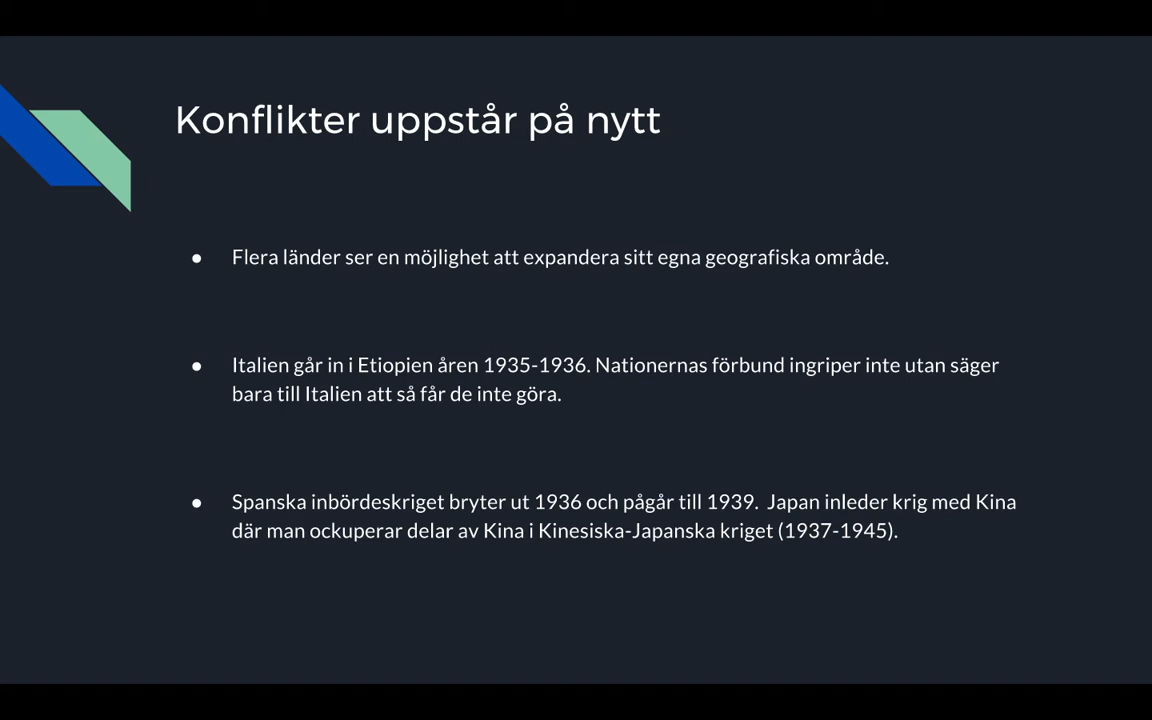 Konflikter uppstår på nytt
● Flera länder ser en möjlighet att expandera sitt egna geografiska område.
● Italien går in i Etiopien åren 1935-1936. Nationernas förbund ingriper inte utan säger
bara till Italien att så får de inte göra.
● Spanska inbördeskriget bryter ut 1936 och pågår till 1939.  Japan inleder krig med Kina
där man ockuperar delar av Kina i Kinesiska-Japanska kriget (1937-1945).